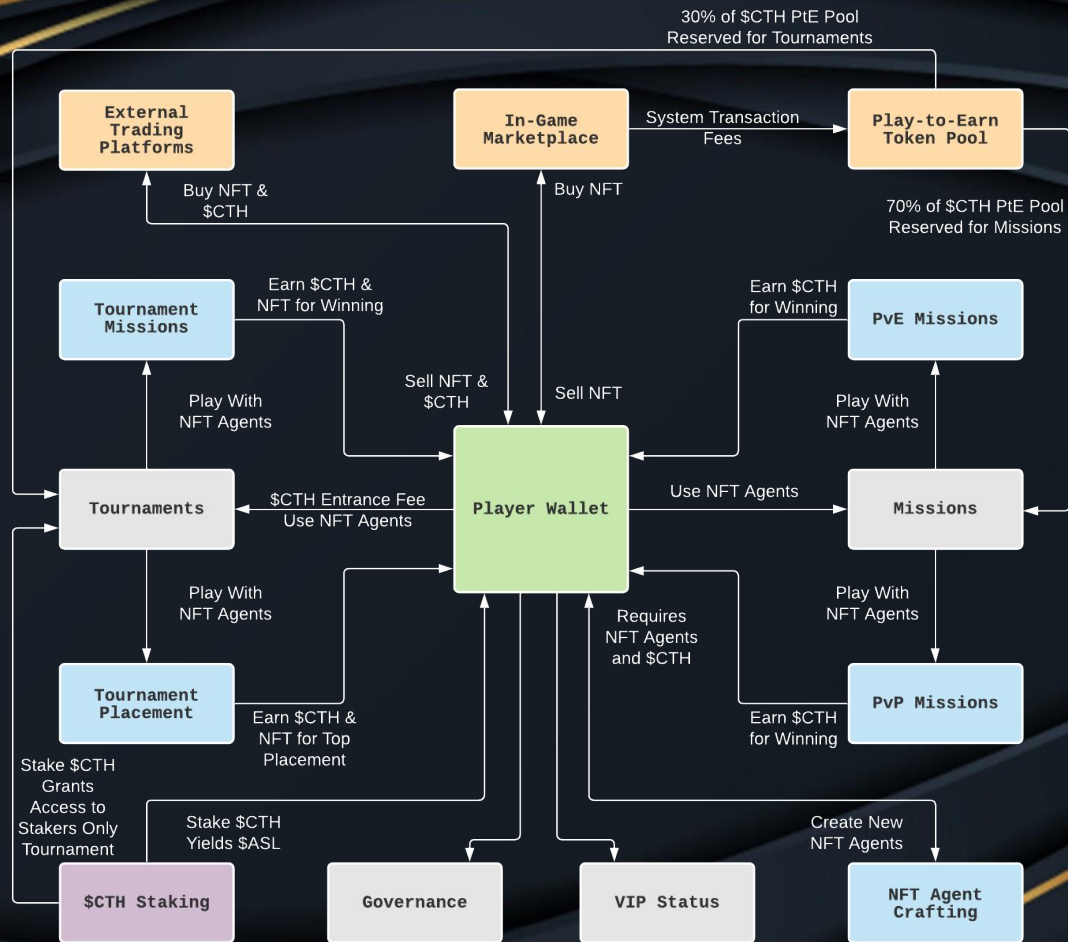 30% of $CTH PtE Pool
Reserved for Tournaments
External
Trading
Platforms
In-Game
Marketplace
System Transaction
Fees
Play-to-Earn
Token Pool
Buy NFT &
$CTH
Buy NFT
70% of $CTH PtE Pool
Reserved for Missions
Tournament
Missions
Earn $CTH &
NFT for Winning
Earn $CTH
for Winning
PvE Missions
Sell NFT &
$CTH
Sell NFT
Play With
NFT Agents
Play With
NFT Agents
Tournaments
$CTH Entrance Fee
Use NFT Agents
Player Wallet
Use NFT Agents
Missions
Play With
NFT Agents
Requires
NFT Agents
and $CTH
Play With
NFT Agents
Tournament
Placement
Earn $CTH &
NFT for Top
Placement
Earn $CTH
for Winning
PvP Missions
Stake $CTH
Grants
Access to
Stakers Only
Tournament
Stake $CTH
Yields $ASL
Create New
NFT Agents
$CTH Staking
Governance
VIP Status
NFT Agent
Crafting